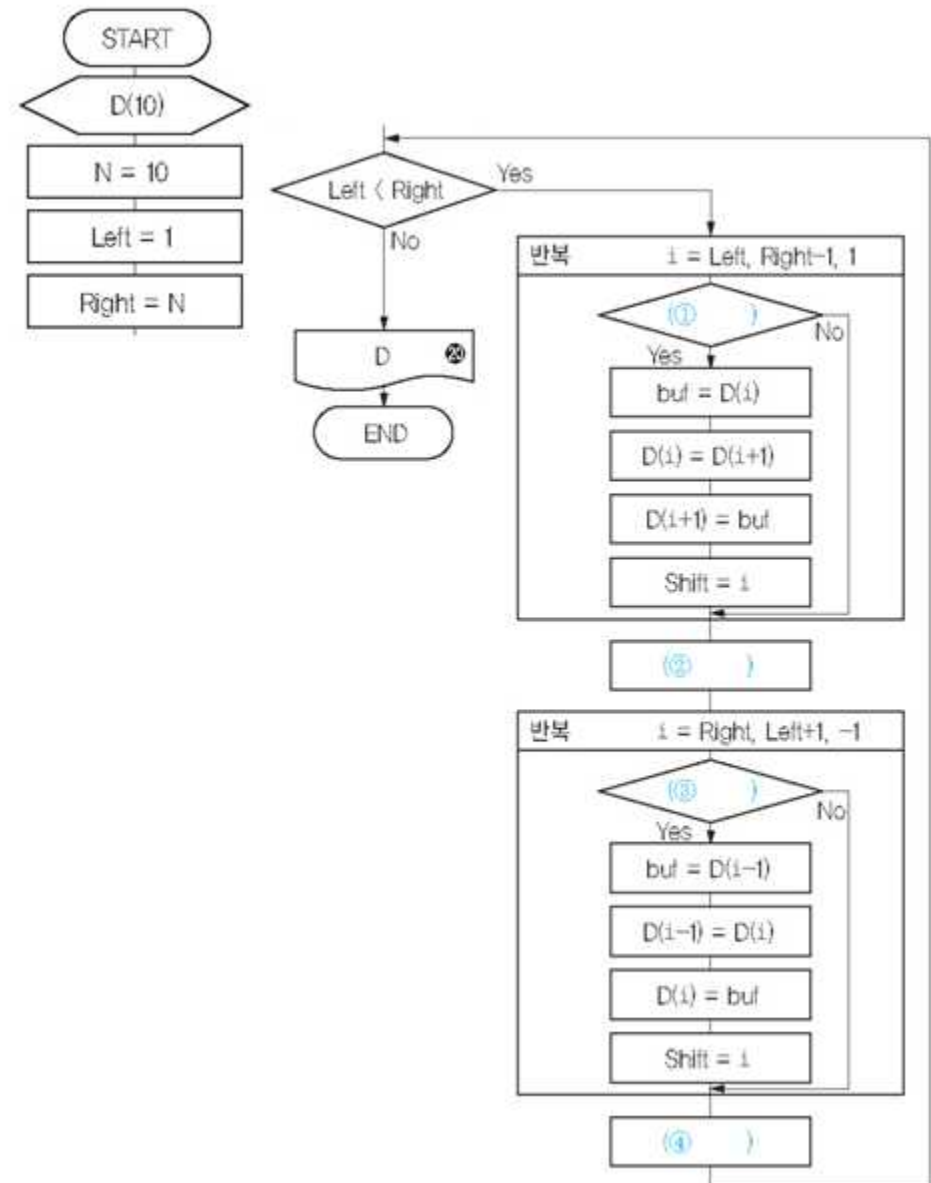 START
D(10)
N = 10
Left = 1
Right = N
Left < Right
Yes
No
D ⓴
END
반복 i = Left, Right-1, 1
(① )
No
Yes
buf = D(i)
D(i) = D(i+1)
D(i+1) = buf
Shift = i
(② )
반복 i = Right, Left+1, -1
(③ )
No
Yes
buf = D(i-1)
D(i-1) = D(i)
D(i) = buf
Shift = i
(④ )